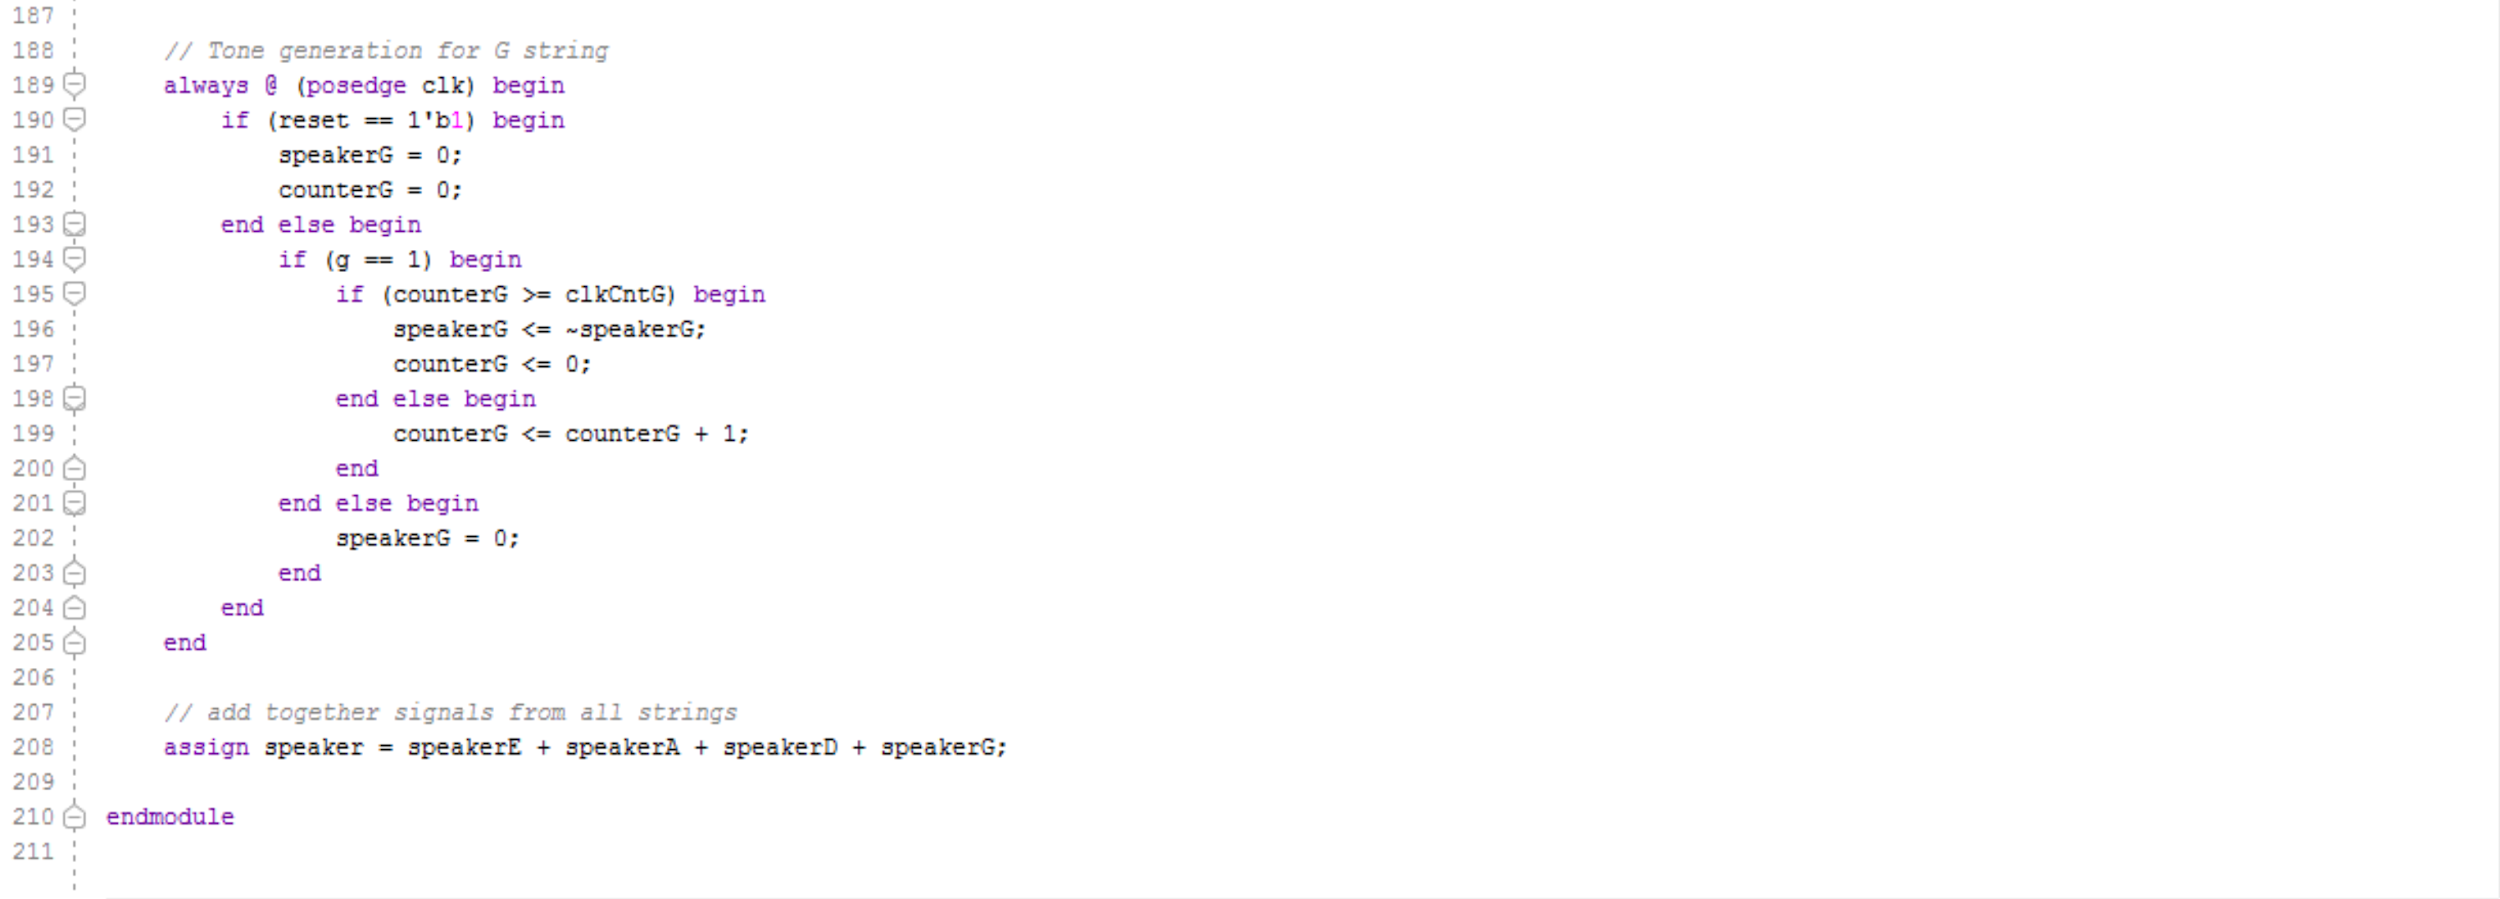 187
188 // Tone generation for G string
189 always @ (posedge clk) begin
190 if (reset == 1'b1) begin
191 speakerG = 0;
192 counterG = 0;
193 end else begin
194 if (g == 1) begin
195 if (counterG >= clkCntG) begin
196 speakerG <= ~speakerG;
197 counterG <= 0;
198 end else begin
199 counterG <= counterG + 1;
200 end
201 end else begin
202 speakerG = 0;
203 end
204 end
205 end
206
207 // add together signals from all strings
208 assign speaker = speakerE + speakerA + speakerD + speakerG;
209
210 endmodule
211